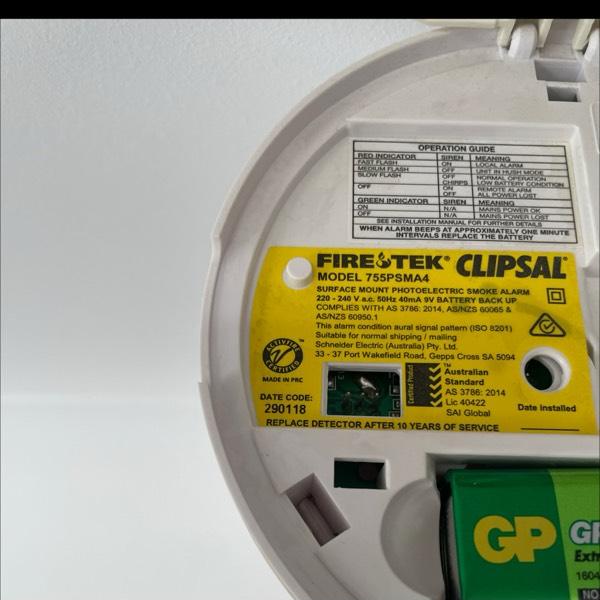 OPERATION GUIDE
RED INDICATOR SIREN MEANING
FAST FLASH ON LOCAL ALARM
MEDIUM FLASH OFF UNIT IN HUSH MODE
SLOW FLASH OFF NORMAL OPERATION
CHIRPS LOW BATTERY CONDITION
OFF ON REMOTE ALARM
OFF ALL POWER LOST
GREEN INDICATOR SIREN MEANING
ON N/A MAINS POWER OK
OFF N/A MAINS POWER LOST
SEE INSTALLATION MANUAL FOR FURTHER DETAILS
WHEN ALARM BEEPS AT APPROXIMATELY ONE MINUTE
INTERVALS REPLACE THE BATTERY
FIRETEK® CLIPSAL®
MODEL 755PSMA4
SURFACE MOUNT PHOTOELECTRIC SMOKE ALARM
220 - 240 V a.c. 50Hz 40mA 9V BATTERY BACK UP
COMPLIES WITH AS 3786: 2014, AS/NZS 60065 &
AS/NZS 60950.1
This alarm condition aural signal pattern (ISO 8201)
Suitable for normal shipping / mailing
Schneider Electric (Australia) Pty. Ltd.
33 - 37 Port Wakefield Road, Gepps Cross SA 5094
ACTIVFIRE CERTIFIED ™
MADE IN PRC
DATE CODE:
290118
Certified Product
™
Australian
Standard
AS 3786: 2014
Lic 40422
SAI Global
Date installed
REPLACE DETECTOR AFTER 10 YEARS OF SERVICE
GP
Extr
1604
NO